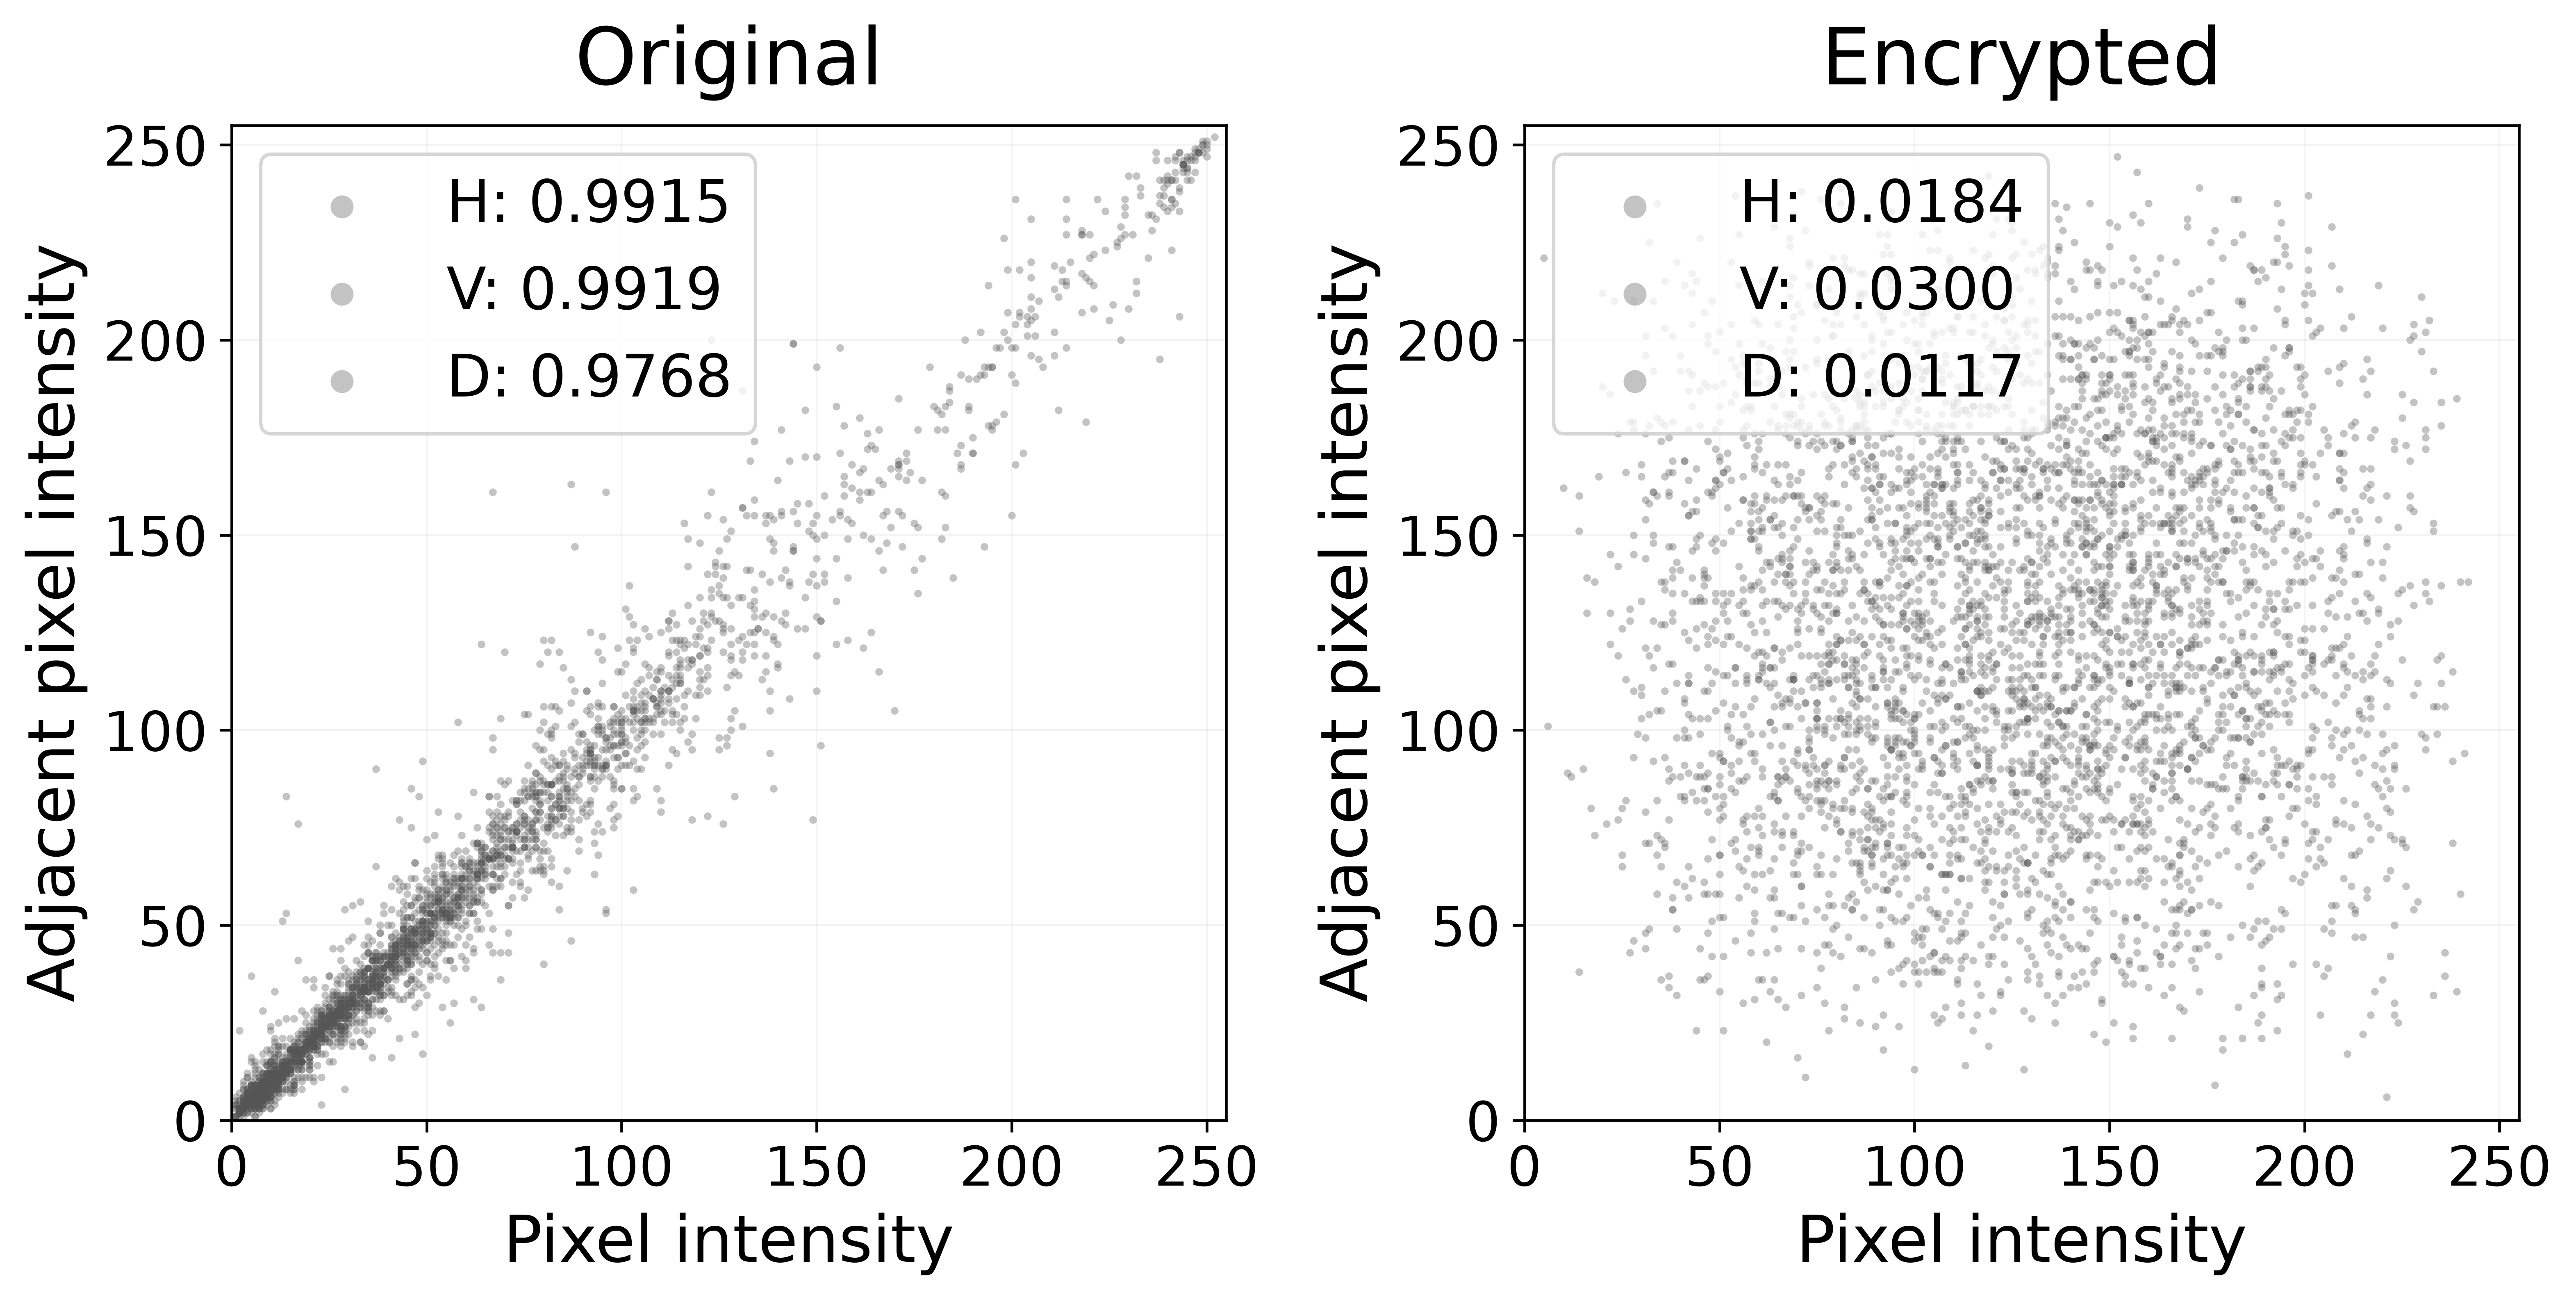 Original
Adjacent pixel intensity
250
200
150
100
50
0
H: 0.9915
V: 0.9919
D: 0.9768
0 50 100 150 200 250
Pixel intensity
Encrypted
Adjacent pixel intensity
250
200
150
100
50
0
H: 0.0184
V: 0.0300
D: 0.0117
0 50 100 150 200 250
Pixel intensity